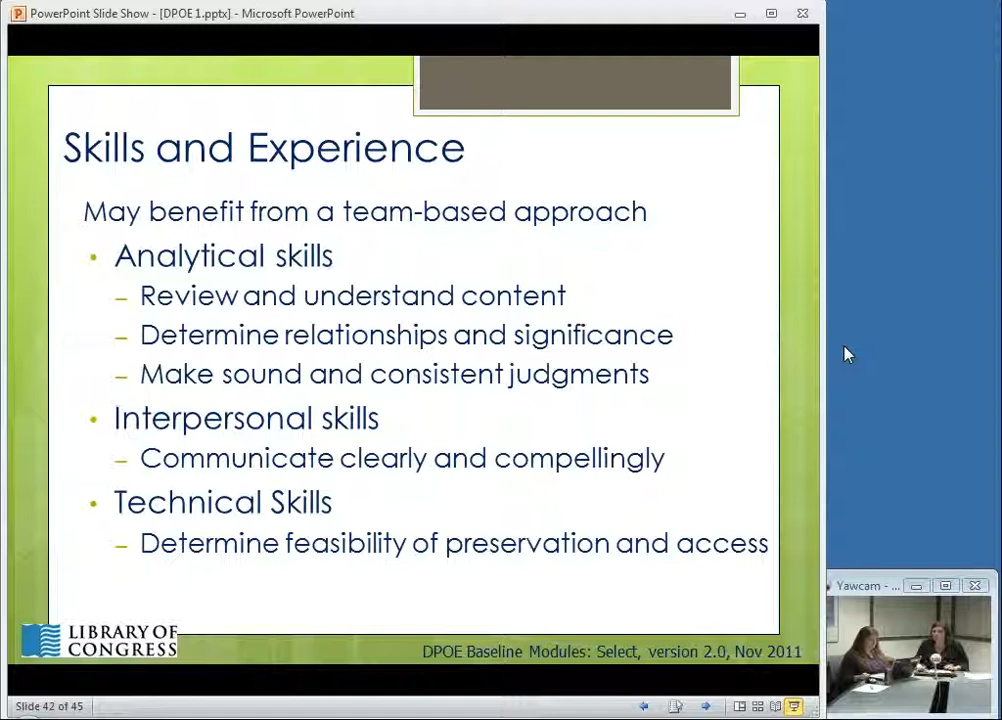 PowerPoint Slide Show - [DPOE 1.pptx] - Microsoft PowerPoint
Skills and Experience
May benefit from a team-based approach
• Analytical skills
– Review and understand content
– Determine relationships and significance
– Make sound and consistent judgments
• Interpersonal skills
– Communicate clearly and compellingly
• Technical Skills
– Determine feasibility of preservation and access
LIBRARY OF
CONGRESS
DPOE Baseline Modules: Select, version 2.0, Nov 2011
Yawcam - ...
Slide 42 of 45